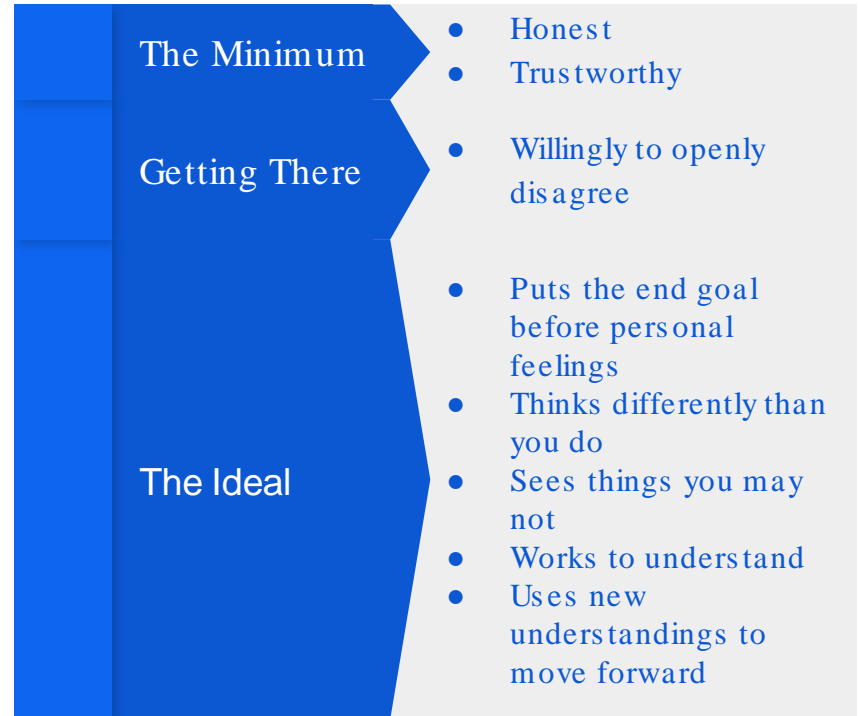 The Minimum
● Honest
● Trustworthy
Getting There
● Willingly to openly
disagree
The Ideal
● Puts the end goal
before personal
feelings
● Thinks differently than
you do
● Sees things you may
not
● Works to understand
● Uses new
understandings to
move forward